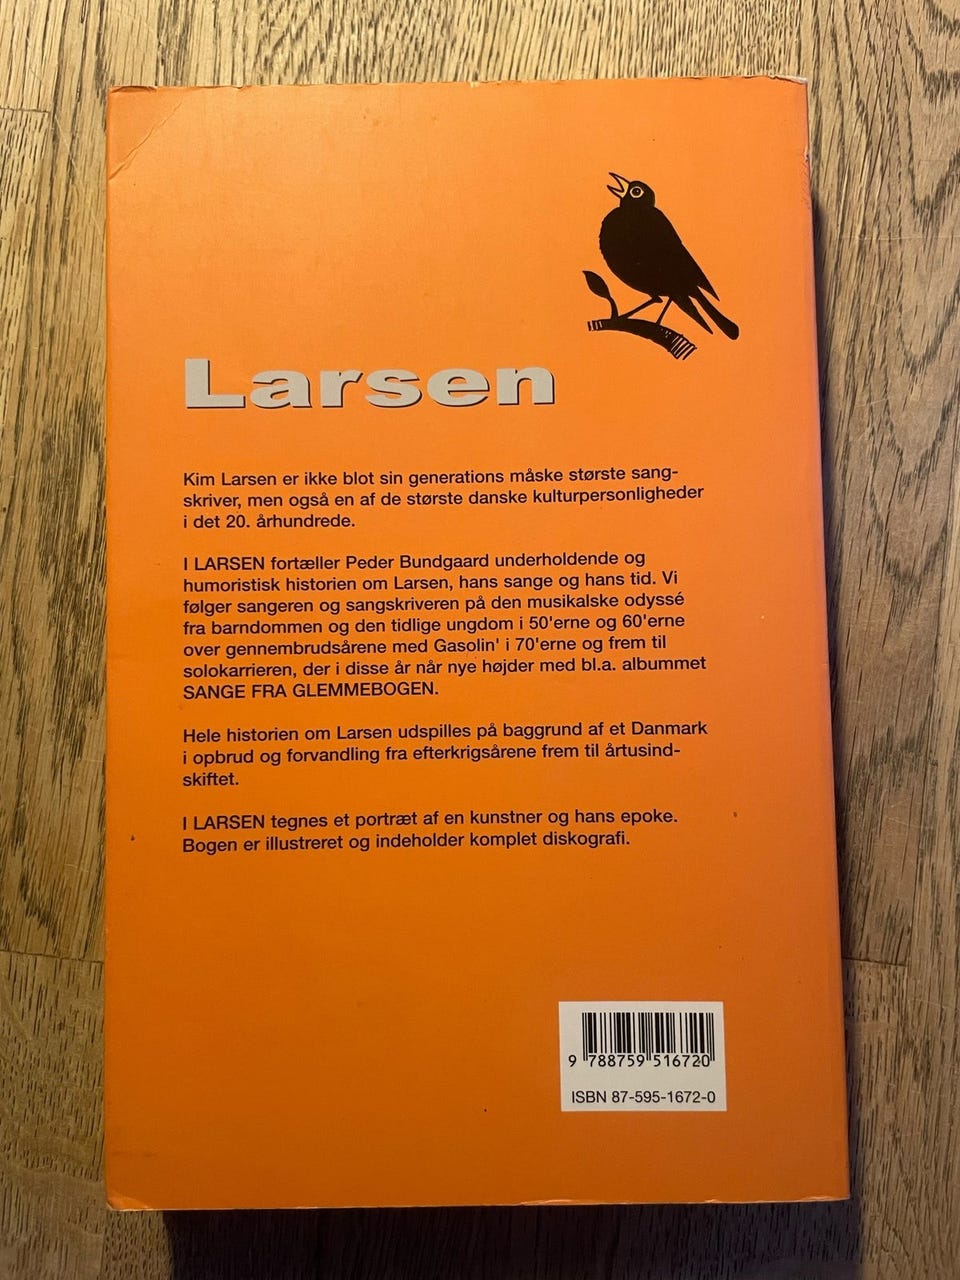 Larsen
Kim Larsen er ikke blot sin generations måske største sang-
skriver, men også en af de største danske kulturpersonligheder
i det 20. århundrede.
I LARSEN fortæller Peder Bundgaard underholdende og
humoristisk historien om Larsen, hans sange og hans tid. Vi
følger sangeren og sangskriveren på den musikalske odyssé
fra barndommen og den tidlige ungdom i 50'erne og 60'erne
over gennembrudsårene med Gasolin' i 70'erne og frem til
solokarrieren, der i disse år når nye højder med bl.a. albummet
SANGE FRA GLEMMEBOGEN.
Hele historien om Larsen udspilles på baggrund af et Danmark
i opbrud og forvandling fra efterkrigsårene frem til årtusind-
skiftet.
I LARSEN tegnes et portræt af en kunstner og hans epoke.
Bogen er illustreret og indeholder komplet diskografi.
9 788759 516720
ISBN 87-595-1672-0